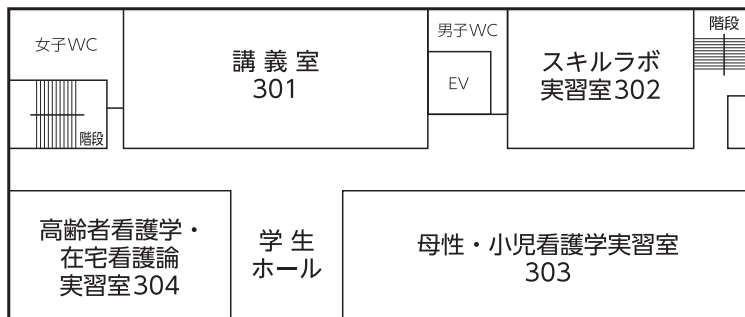 女子WC
講義室
301
男子WC
EV
スキルラボ
実習室302
階段
階段
高齢者看護学・
在宅看護論
実習室304
学生
ホール
母性・小児看護学実習室
303